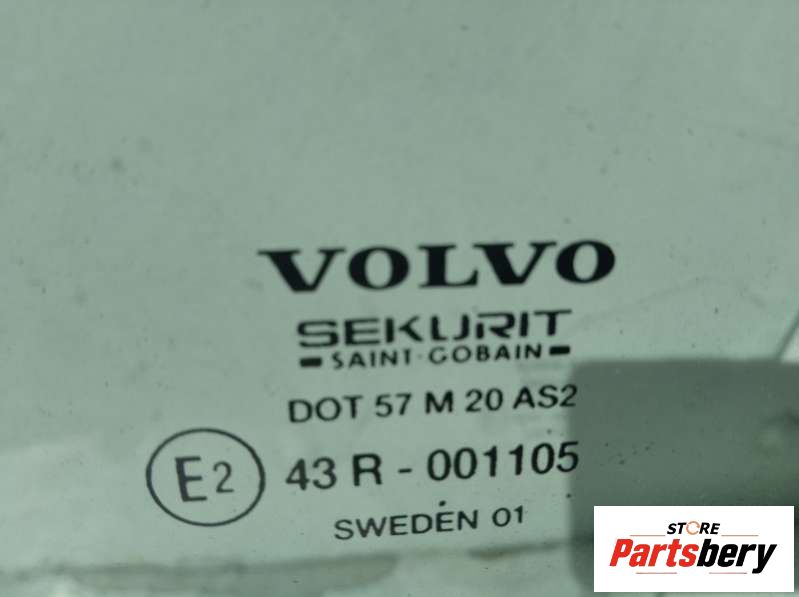 VOLVO
SEKURIT
SAINT-GOBAIN
DOT 57 M 20 AS2
E2 43 R - 001105
SWEDEN 01
STORE
Partsbery